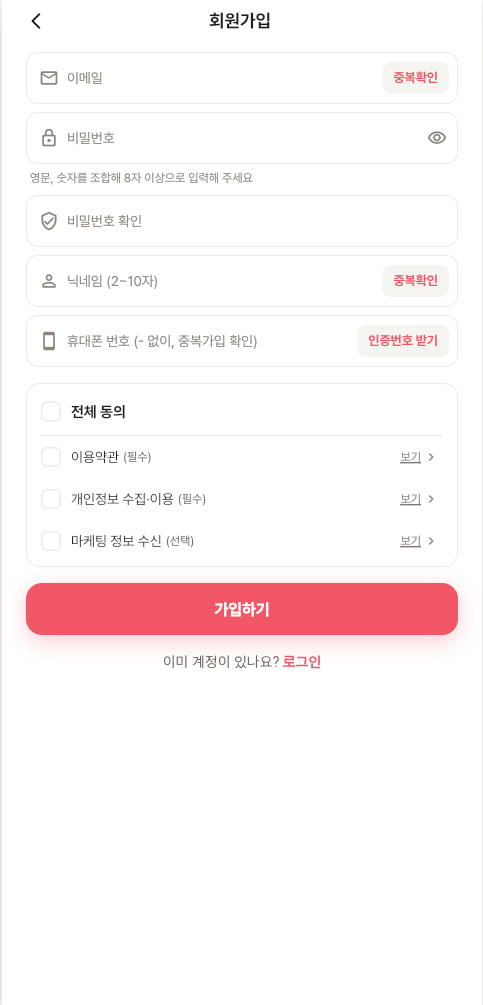 회원가입
이메일 중복확인
비밀번호
영문, 숫자를 조합해 8자 이상으로 입력해 주세요
비밀번호 확인
닉네임 (2~10자) 중복확인
휴대폰 번호 (- 없이, 중복가입 확인) 인증번호 받기
전체 동의
이용약관 (필수) 보기
개인정보 수집·이용 (필수) 보기
마케팅 정보 수신 (선택) 보기
가입하기
이미 계정이 있나요? 로그인